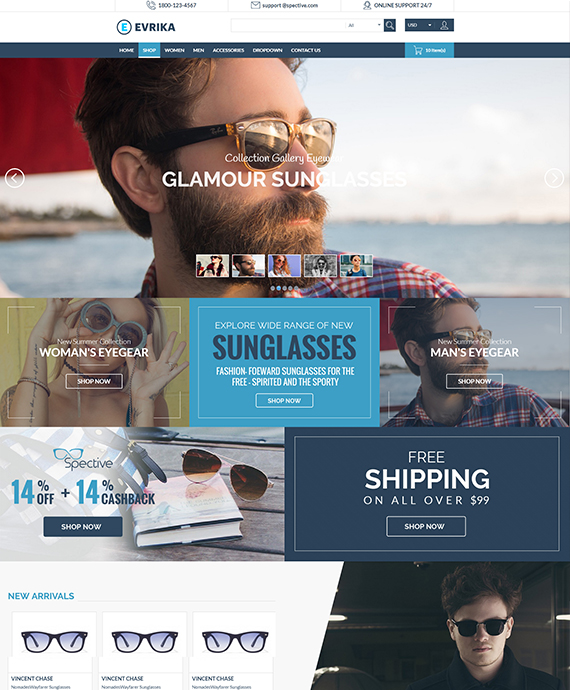 1800-123-4567
support @spective.com
ONLINE SUPPORT 24/7
E EVRIKA
All
USD
HOME SHOP WOMEN MEN ACCESSORIES DROPDOWN CONTACT US
10 Item(s)
Collection Gallery Eyewear
GLAMOUR SUNGLASSES
New Summer Collection
WOMAN'S EYEGEAR
SHOP NOW
EXPLORE WIDE RANGE OF NEW
SUNGLASSES
FASHION-FOEWARD SUNGLASSES FOR THE
FREE - SPIRITED AND THE SPORTY
SHOP NOW
New Summer Collection
MAN'S EYEGEAR
SHOP NOW
Spective
14% OFF + 14% CASHBACK
SHOP NOW
FREE
SHIPPING
ON ALL OVER $99
SHOP NOW
NEW ARRIVALS
VINCENT CHASE
NomadesWayfarer Sunglasses
VINCENT CHASE
NomadesWayfarer Sunglasses
VINCENT CHASE
NomadesWayfarer Sunglasses